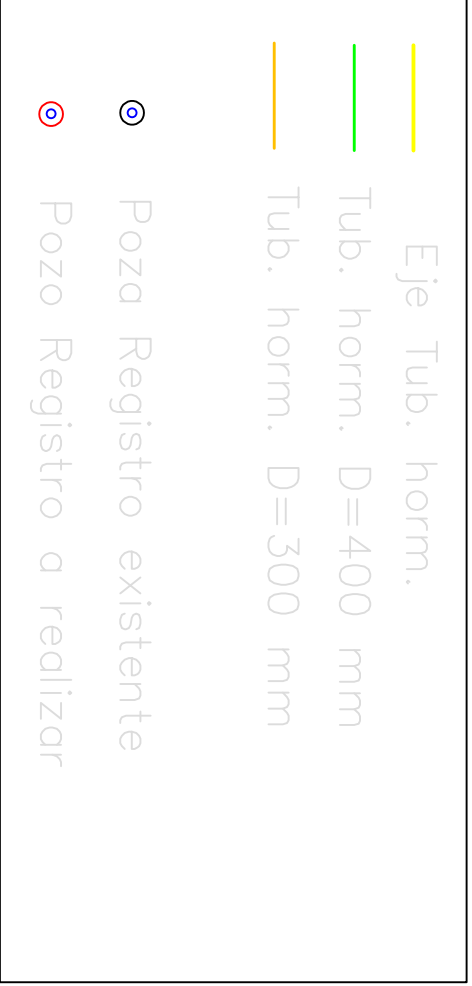 Eje Tub. horm.
Tub. horm. D=400 mm
Tub. horm. D=300 mm
Poza Registro existente
Pozo Registro a realizar